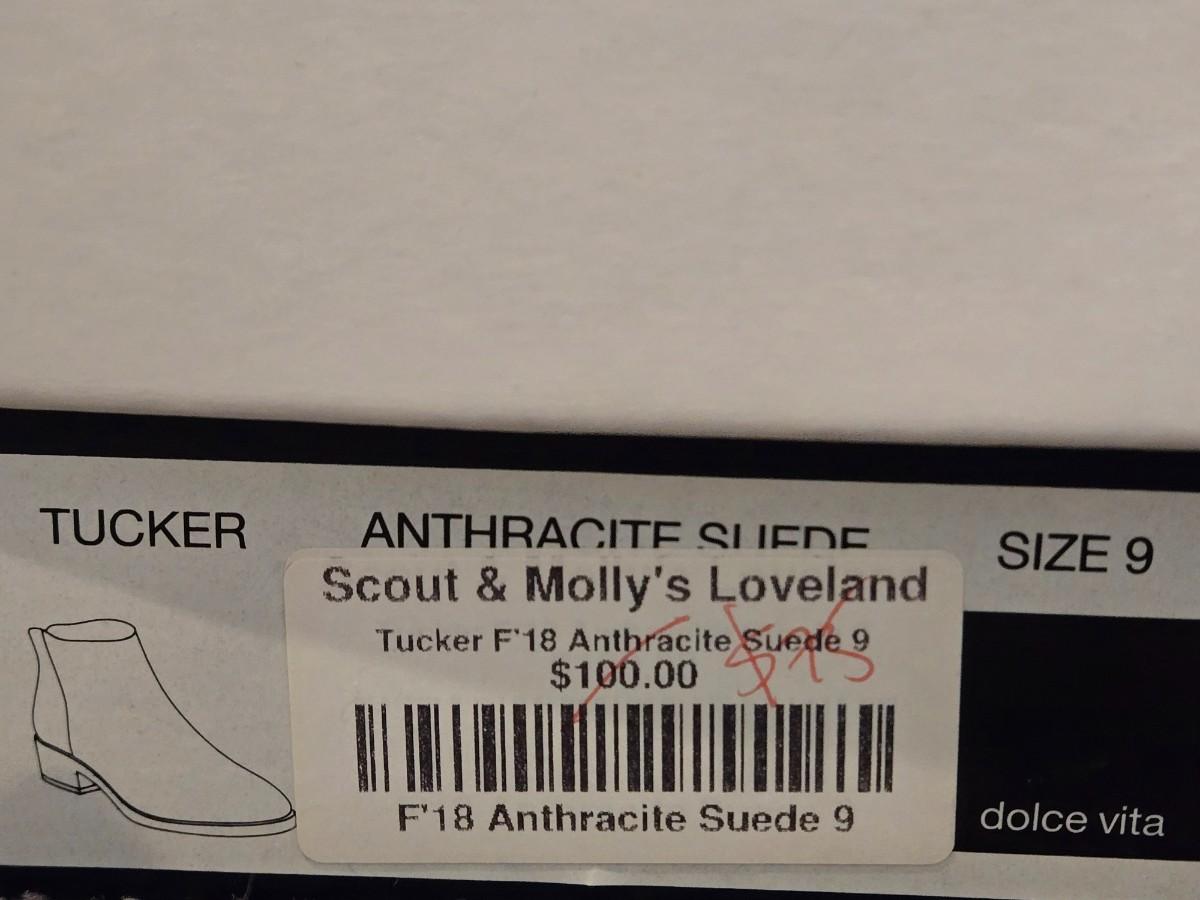 TUCKER
ANTHRACITE SUEDE
SIZE 9
Scout & Molly's Loveland
Tucker F'18 Anthracite Suede 9
$100.00
$75
F'18 Anthracite Suede 9
dolce vita